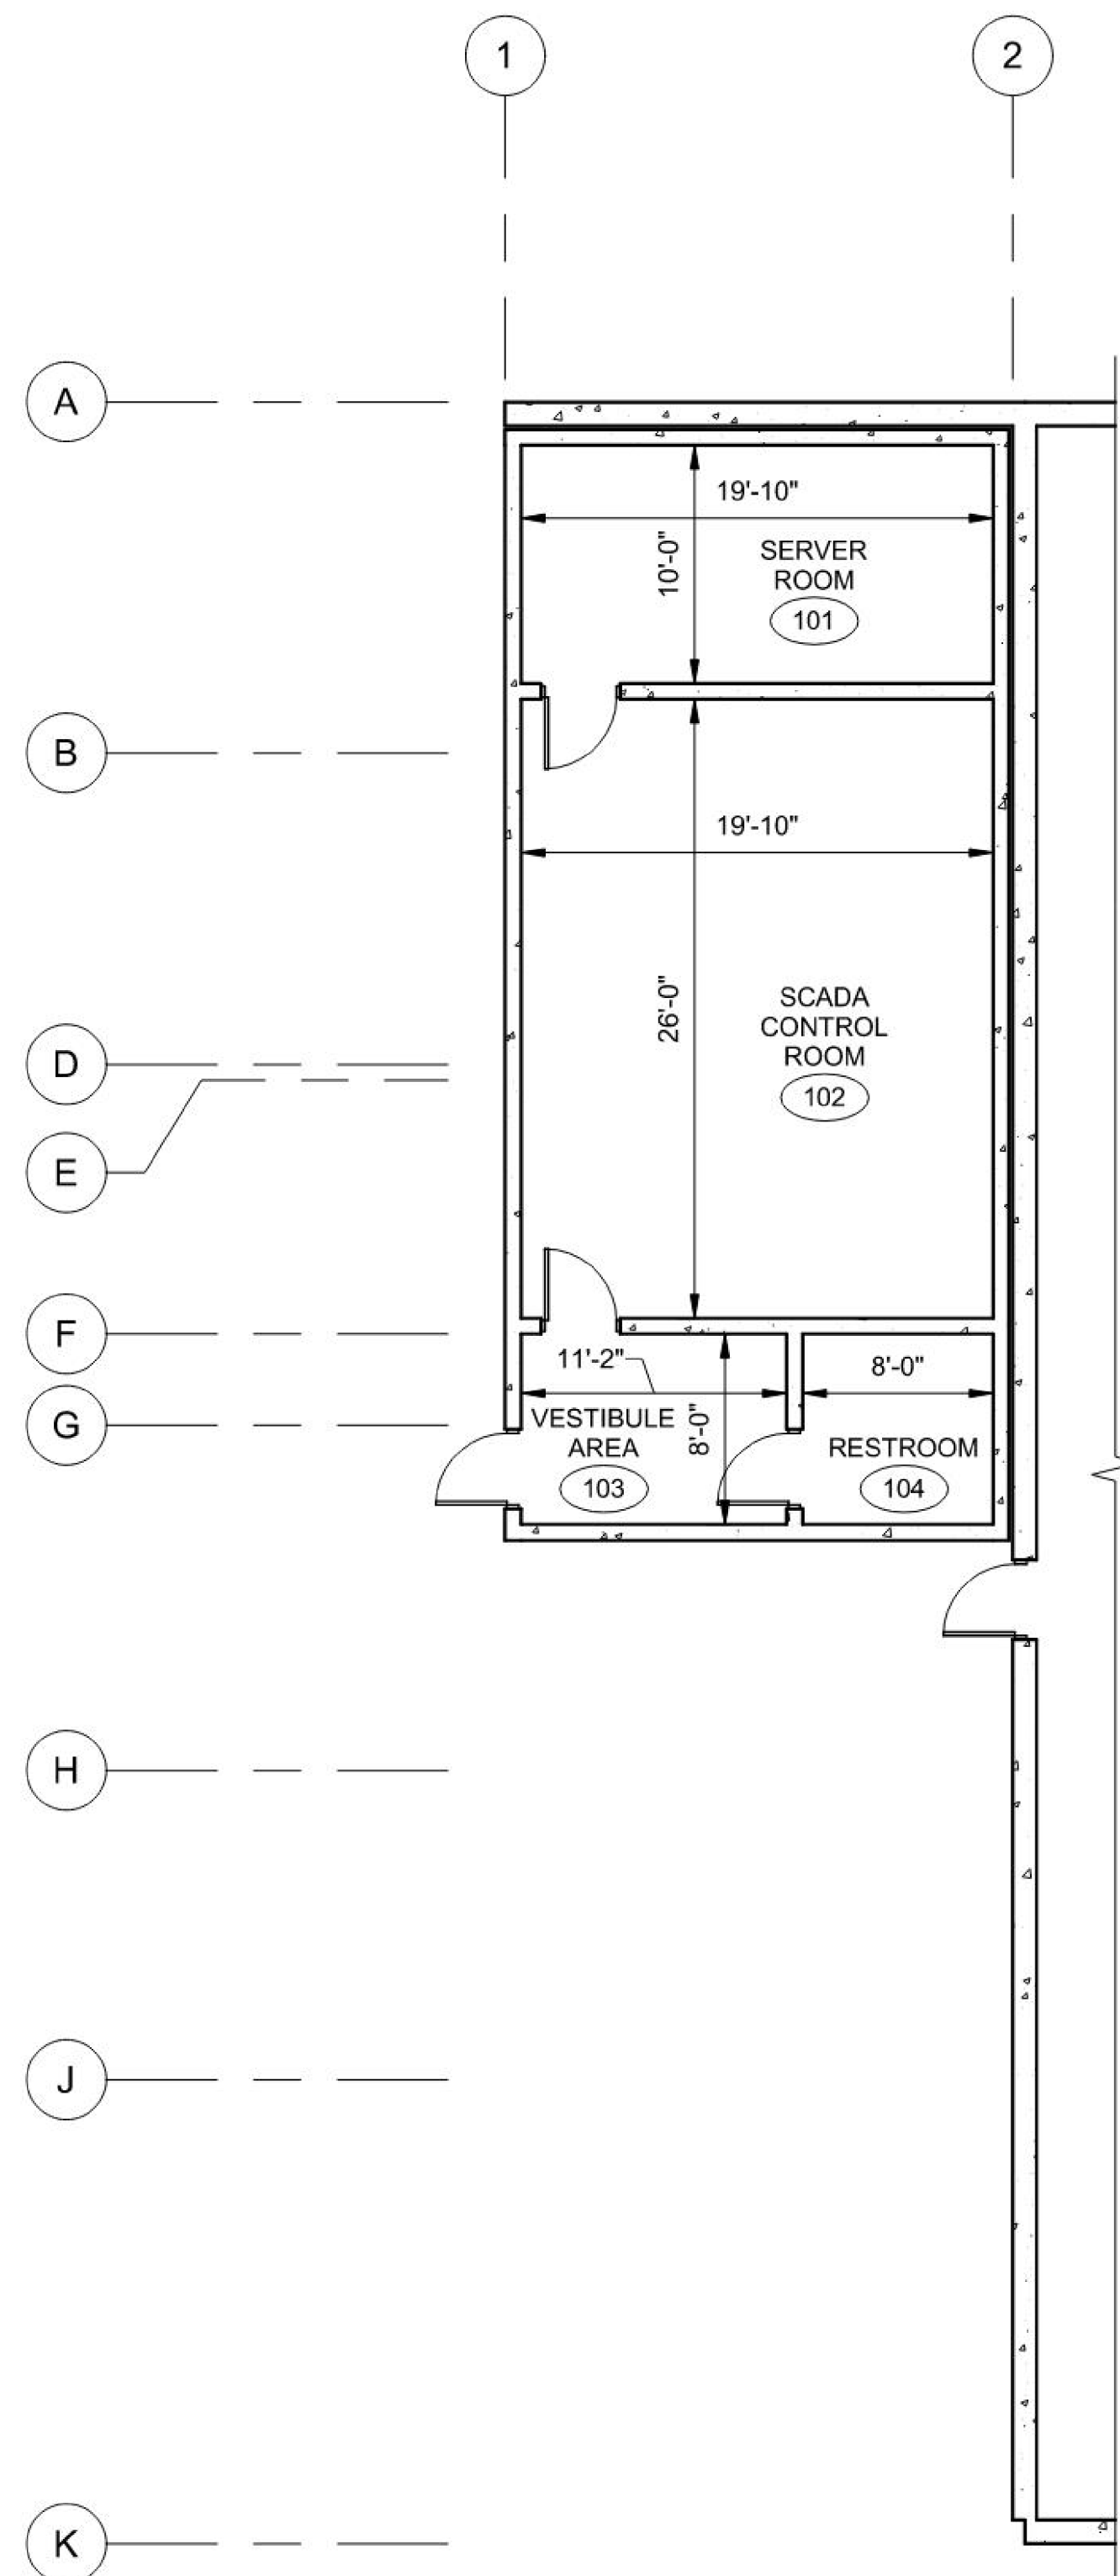 1
2
A
19'-10"
10'-0"
SERVER
ROOM
101
B
19'-10"
26'-0"
SCADA
CONTROL
ROOM
102
D
E
F
11'-2"
8'-0"
G
VESTIBULE
AREA
103
8'-0"
RESTROOM
104
H
J
K